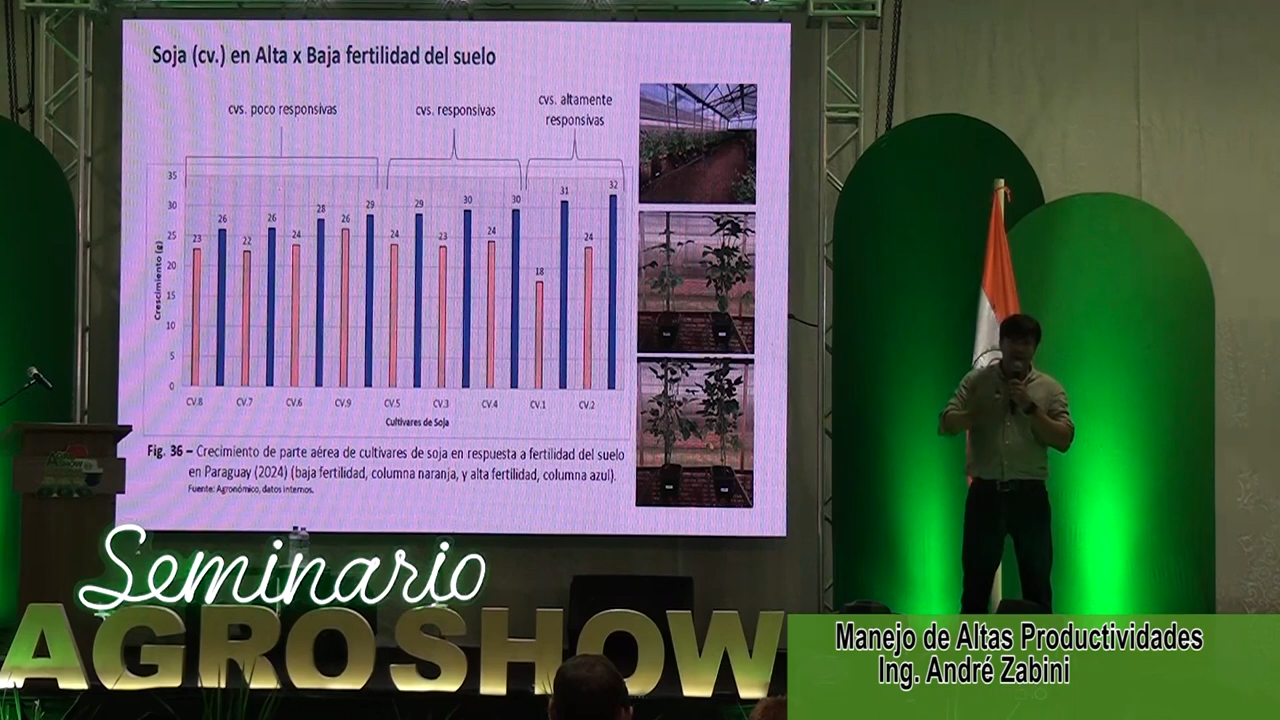 Soja (cv.) en Alta x Baja fertilidad del suelo
cvs. poco responsivas
cvs. responsivas
cvs. altamente
responsivas
35
30
25
20
15
10
5
0
Crescimiento (g)
23 26 22 26 24 28 26 29 24 29 23 30 24 30 18 31 24 32
CV.8 CV.7 CV.6 CV.9 CV.5 CV.3 CV.4 CV.1 CV.2
Cultivares de Soja
Fig. 36 – Crecimiento de parte aérea de cultivares de soja en respuesta a fertilidad del suelo
en Paraguay (2024) (baja fertilidad, columna naranja, y alta fertilidad, columna azul).
Fuente: Agronómico, datos internos.
AGROSHOW
Seminario
AGROSHOW
Manejo de Altas Productividades
Ing. André Zabini